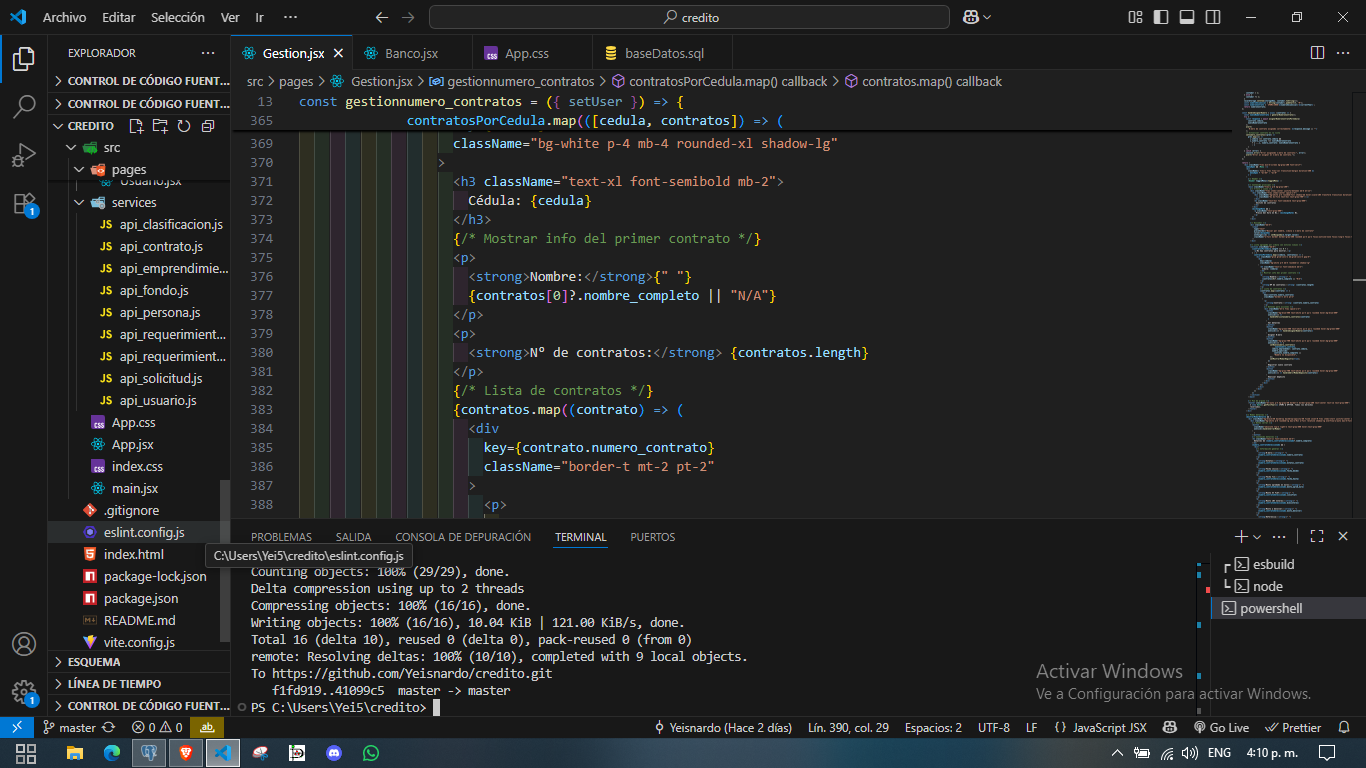 Archivo Editar Selección Ver Ir ···
credito
EXPLORADOR ···
CONTROL DE CÓDIGO FUENT...
CONTROL DE CÓDIGO FUENT...
CREDITO
src
pages
Usuario.jsx
services
JS api_clasificacion.js
JS api_contrato.js
JS api_emprendimie...
JS api_fondo.js
JS api_persona.js
JS api_requerimient...
JS api_requerimient...
JS api_solicitud.js
JS api_usuario.js
App.css
App.jsx
index.css
main.jsx
.gitignore
eslint.config.js
index.html
package-lock.json
package.json
README.md
vite.config.js
ESQUEMA
LÍNEA DE TIEMPO
CONTROL DE CÓDIGO FUENT...
C:\Users\Yei5\credito\eslint.config.js
Gestion.jsx
Banco.jsx
App.css
baseDatos.sql
src > pages > Gestion.jsx > gestionnumero_contratos > contratosPorCedula.map() callback > contratos.map() callback
13 const gestionnumero_contratos = ({ setUser }) => {
365 contratosPorCedula.map(([cedula, contratos]) => (
369 className="bg-white p-4 mb-4 rounded-xl shadow-lg"
370 >
371 <h3 className="text-xl font-semibold mb-2">
372 Cédula: {cedula}
373 </h3>
374 {/* Mostrar info del primer contrato */}
375 <p>
376 <strong>Nombre:</strong>{" "}
377 {contratos[0]?.nombre_completo || "N/A"}
378 </p>
379 <p>
380 <strong>Nº de contratos:</strong> {contratos.length}
381 </p>
382 {/* Lista de contratos */}
383 {contratos.map((contrato) => (
384 <div
385 key={contrato.numero_contrato}
386 className="border-t mt-2 pt-2"
387 >
388 <p>
PROBLEMAS SALIDA CONSOLA DE DEPURACIÓN TERMINAL PUERTOS
Counting objects: 100% (29/29), done.
Delta compression using up to 2 threads
Compressing objects: 100% (16/16), done.
Writing objects: 100% (16/16), 10.04 KiB | 121.00 KiB/s, done.
Total 16 (delta 10), reused 0 (delta 0), pack-reused 0 (from 0)
remote: Resolving deltas: 100% (10/10), completed with 9 local objects.
To https://github.com/Yeisnardo/credito.git
f1fd919..41099c5 master -> master
PS C:\Users\Yei5\credito>
esbuild
node
powershell
Activar Windows
Ve a Configuración para activar Windows.
1
1
master 0 0 ab Yeisnardo (Hace 2 días) Lín. 390, col. 29 Espacios: 2 UTF-8 LF {} JavaScript JSX Go Live Prettier
ENG 4:10 p. m.